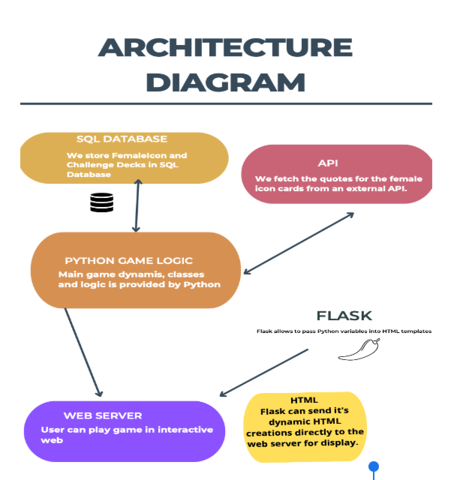 ARCHITECTURE
DIAGRAM
SQL DATABASE
We store FemaleIcon and
Challenge Decks in SQL
Database
API
We fetch the quotes for the female
icon cards from an external API.
PYTHON GAME LOGIC
Main game dynamis, classes
and logic is provided by Python
FLASK
Flask allows to pass Python variables into HTML templates
WEB SERVER
User can play game in interactive
web
HTML
Flask can send it's
dynamic HTML
creations directly to the
web server for display.